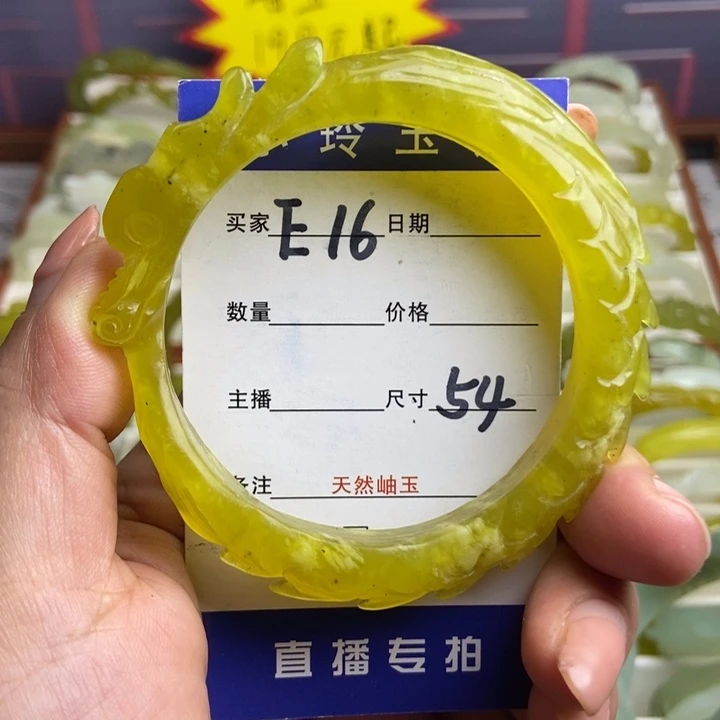 玲玉
买家 E16 日期
数量 价格
主播 尺寸 54
备注 天然岫玉
直播专拍